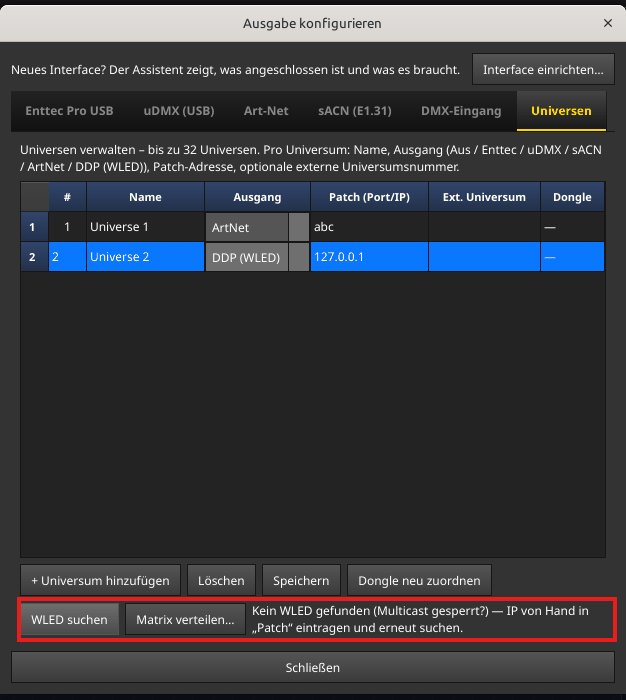 Ausgabe konfigurieren
×
Neues Interface? Der Assistent zeigt, was angeschlossen ist und was es braucht.
Interface einrichten...
Enttec Pro USB uDMX (USB) Art-Net sACN (E1.31) DMX-Eingang Universen
Universen verwalten – bis zu 32 Universen. Pro Universum: Name, Ausgang (Aus / Enttec / uDMX / sACN
/ ArtNet / DDP (WLED)), Patch-Adresse, optionale externe Universumsnummer.
# Name Ausgang Patch (Port/IP) Ext. Universum Dongle
1 1 Universe 1 ArtNet abc —
2 2 Universe 2 DDP (WLED) 127.0.0.1 —
+ Universum hinzufügen Löschen Speichern Dongle neu zuordnen
WLED suchen Matrix verteilen...
Kein WLED gefunden (Multicast gesperrt?) — IP von Hand in
„Patch“ eintragen und erneut suchen.
Schließen